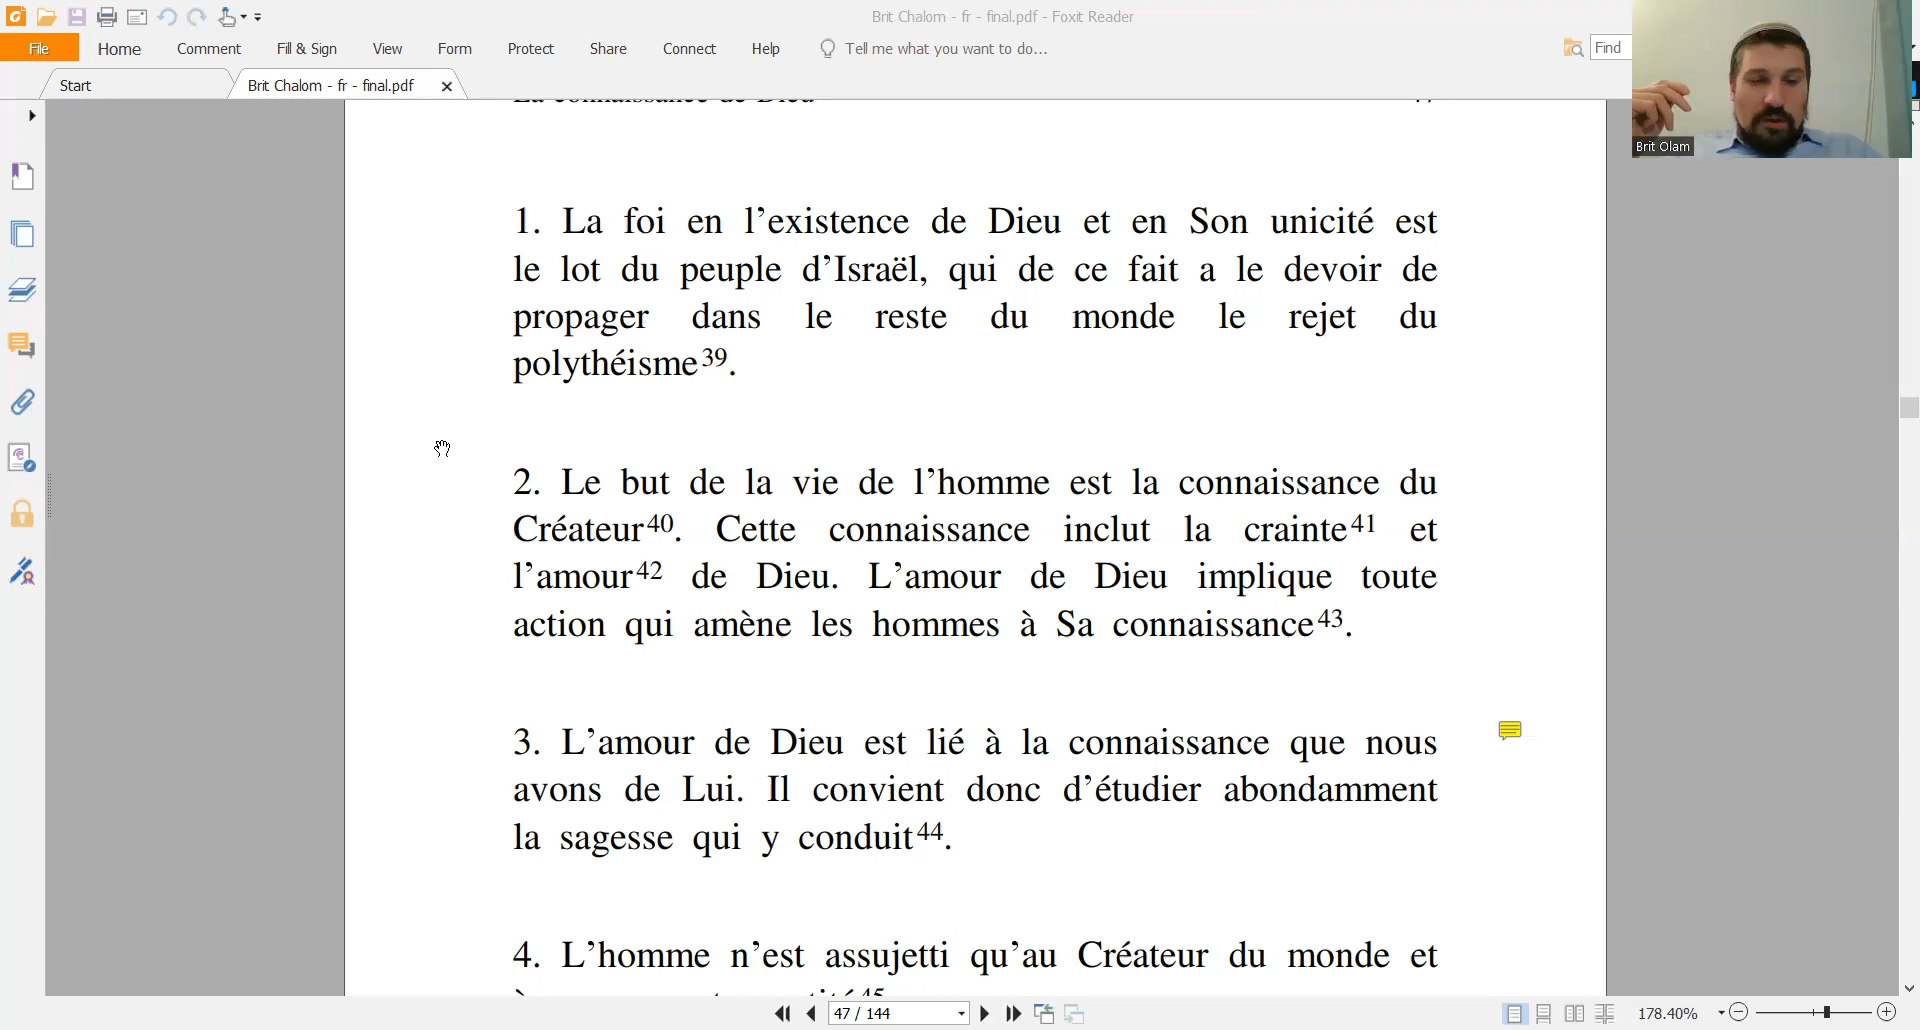 Brit Chalom - fr - final.pdf - Foxit Reader
File Home Comment Fill & Sign View Form Protect Share Connect Help Tell me what you want to do... Find
Start Brit Chalom - fr - final.pdf
Brit Olam
La connaissance de Dieu 47
1. La foi en l’existence de Dieu et en Son unicité est
le lot du peuple d’Israël, qui de ce fait a le devoir de
propager dans le reste du monde le rejet du
polythéisme39.
2. Le but de la vie de l’homme est la connaissance du
Créateur40. Cette connaissance inclut la crainte41 et
l’amour42 de Dieu. L’amour de Dieu implique toute
action qui amène les hommes à Sa connaissance43.
3. L’amour de Dieu est lié à la connaissance que nous
avons de Lui. Il convient donc d’étudier abondamment
la sagesse qui y conduit44.
4. L’homme n’est assujetti qu’au Créateur du monde et
47 / 144 178.40%